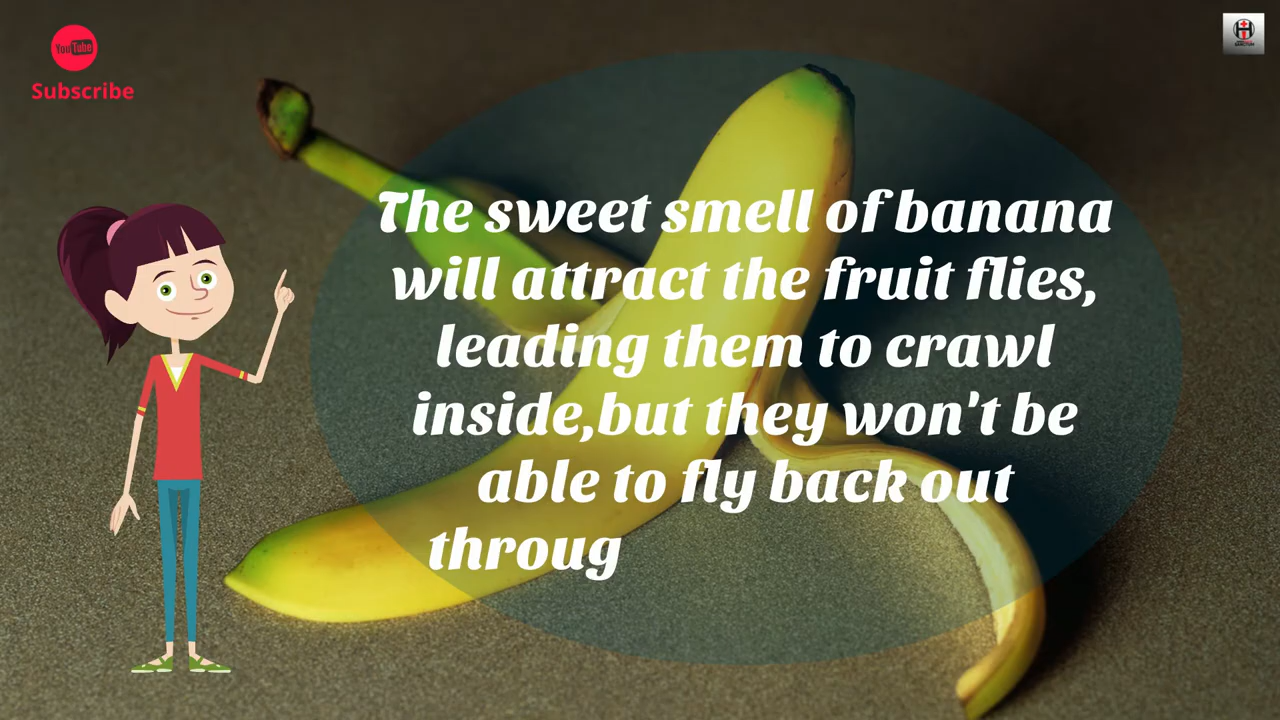 YouTube
Subscribe
The sweet smell of banana
will attract the fruit flies,
leading them to crawl
inside,but they won't be
able to fly back out
throug